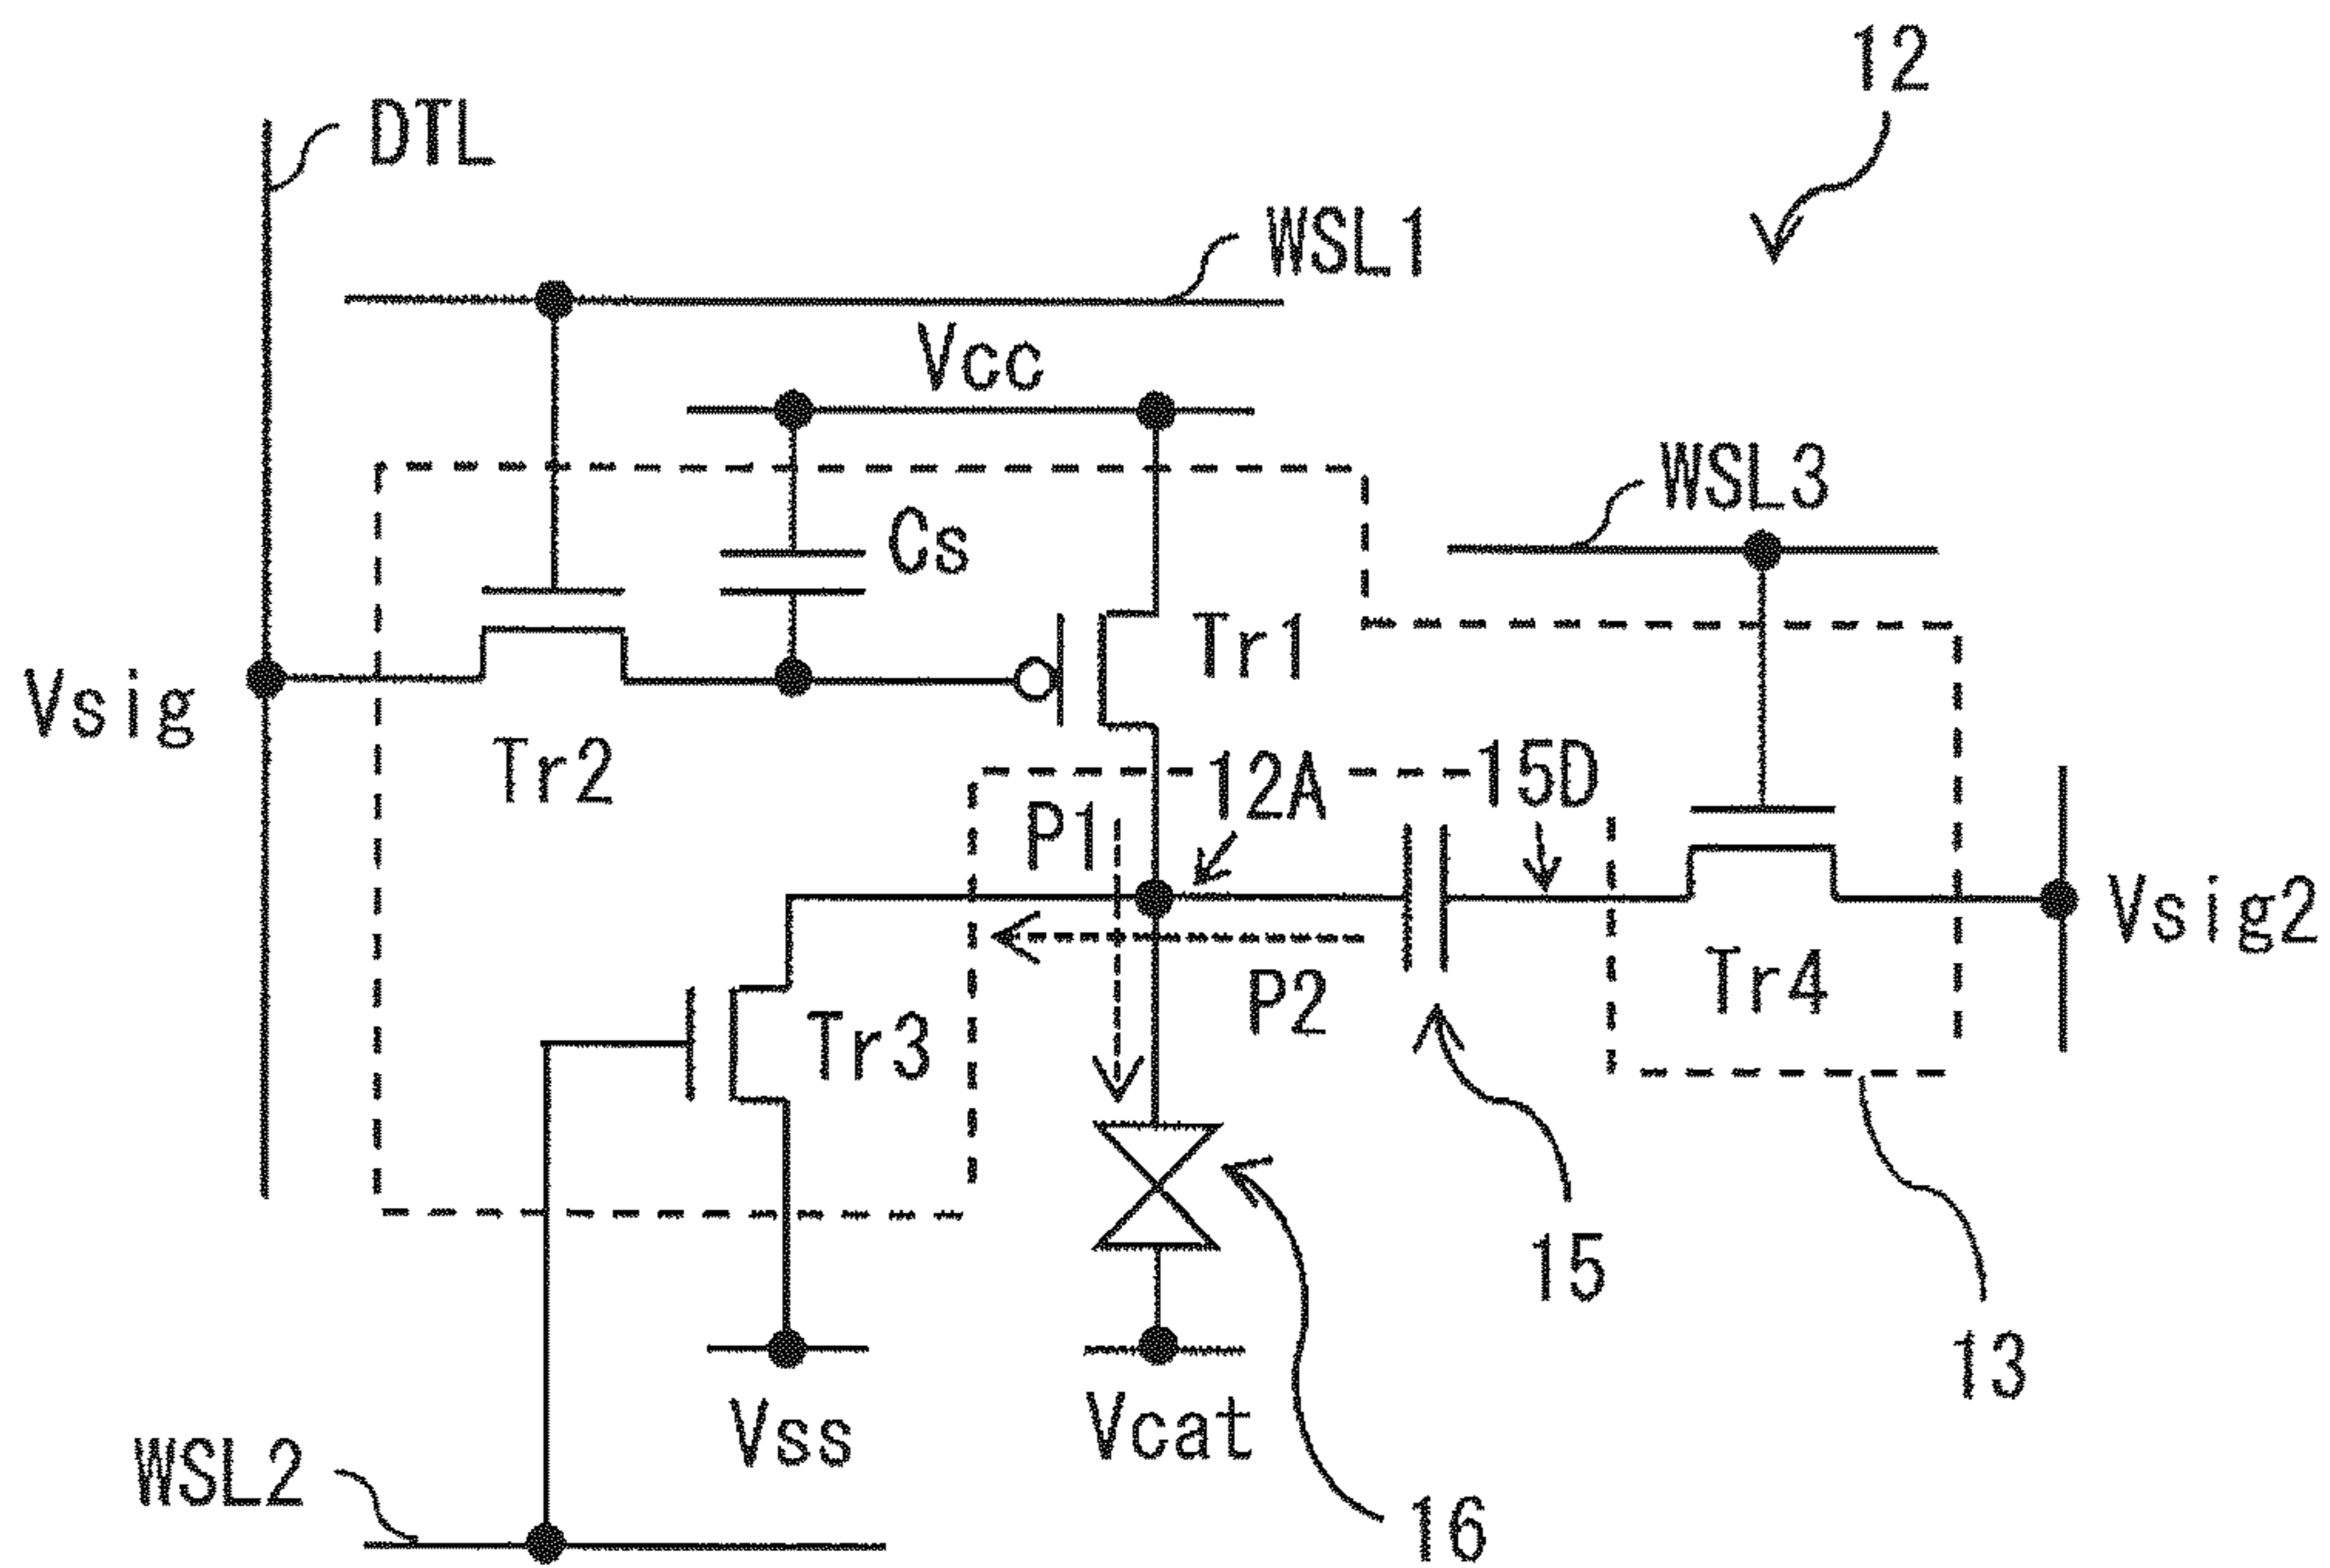 12
DTL
WSL1
Vcc
WSL3
Cs
Tr1
Vsig
Tr2
12A
15D
P1
Vsig2
Tr4
P2
Tr3
15
13
Vss
Vcat
WSL2
16